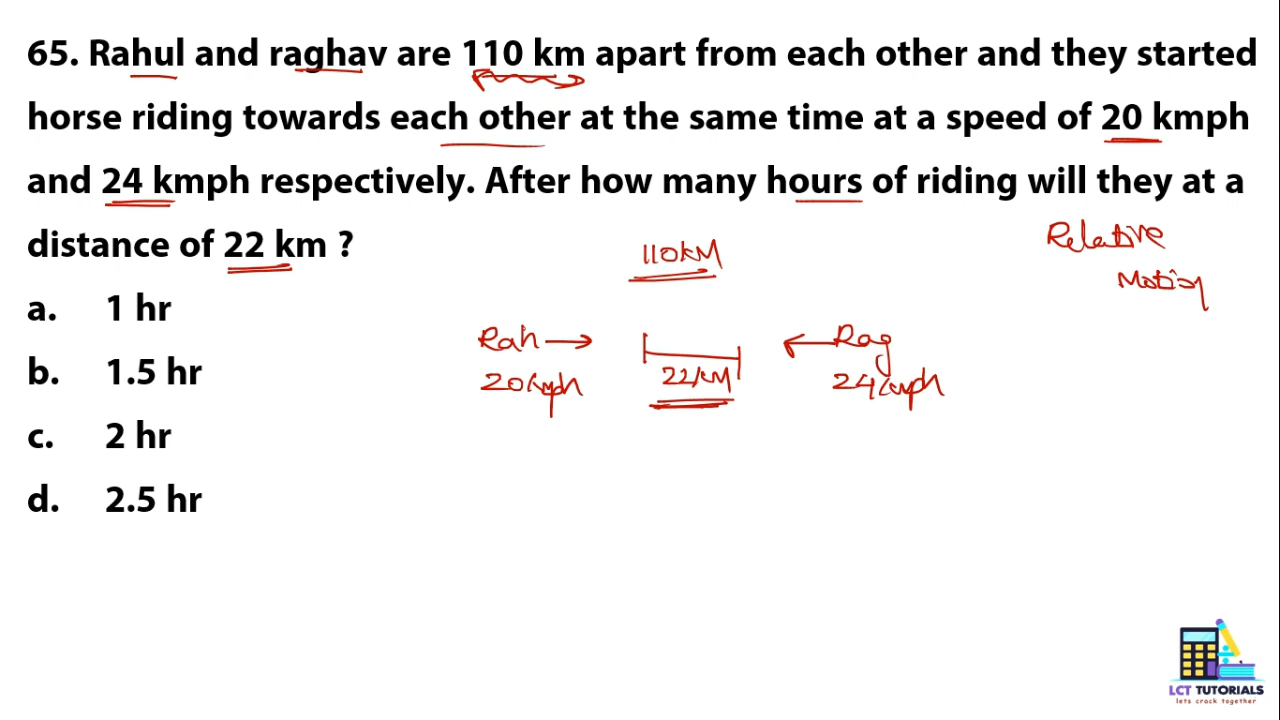 65. Rahul and raghav are 110 km apart from each other and they started
horse riding towards each other at the same time at a speed of 20 kmph
and 24 kmph respectively. After how many hours of riding will they at a
distance of 22 km ?
110KM
Relative
Motion
a. 1 hr
b. 1.5 hr
c. 2 hr
d. 2.5 hr
Rah
Rag
20kmph
22KM
24kmph
LCT TUTORIALS
lets crack together